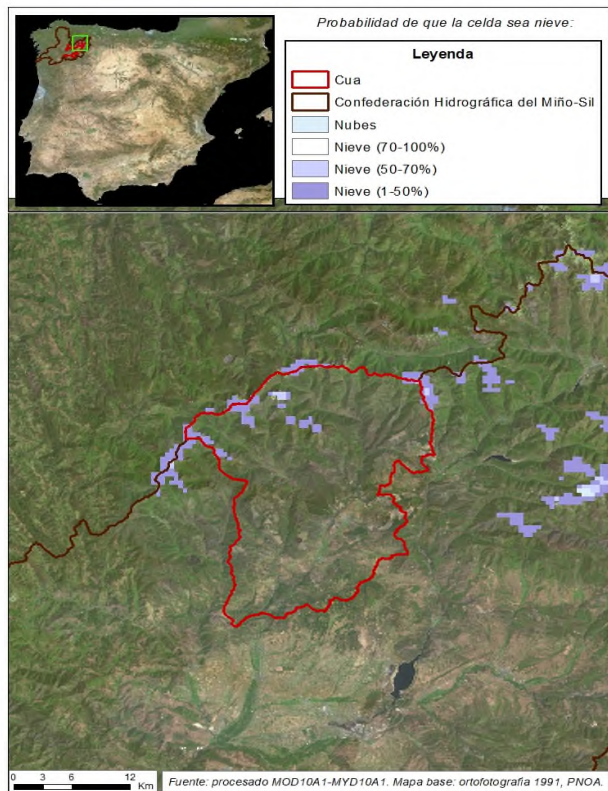 Probabilidad de que la celda sea nieve:
Leyenda
Cua
Confederación Hidrográfica del Miño-Sil
Nubes
Nieve (70-100%)
Nieve (50-70%)
Nieve (1-50%)
0 3 6 12
Km
Fuente: procesado MOD10A1-MYD10A1. Mapa base: ortofotografía 1991, PNOA.